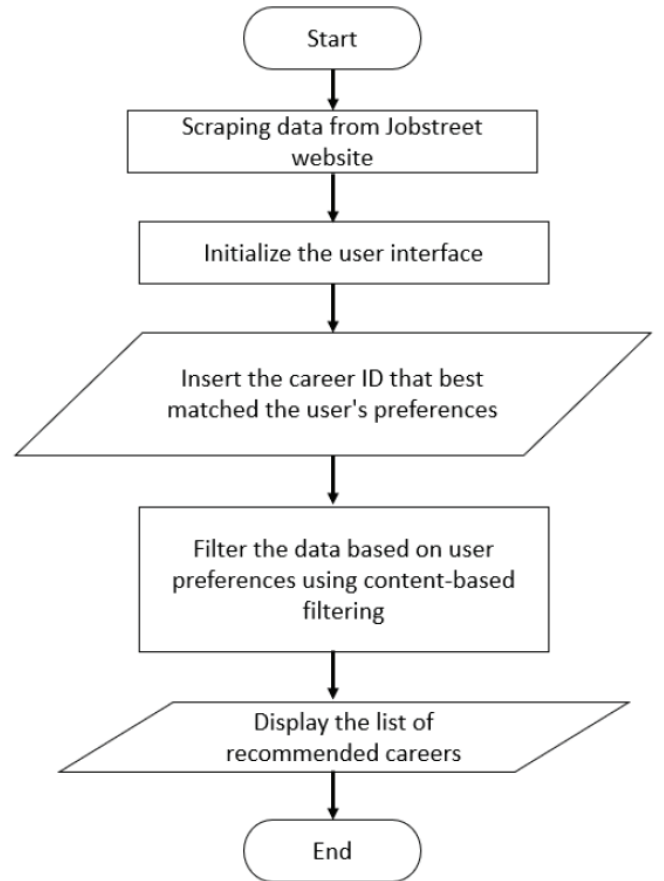 Start
Scraping data from Jobstreet
website
Initialize the user interface
Insert the career ID that best
matched the user's preferences
Filter the data based on user
preferences using content-based
filtering
Display the list of
recommended careers
End